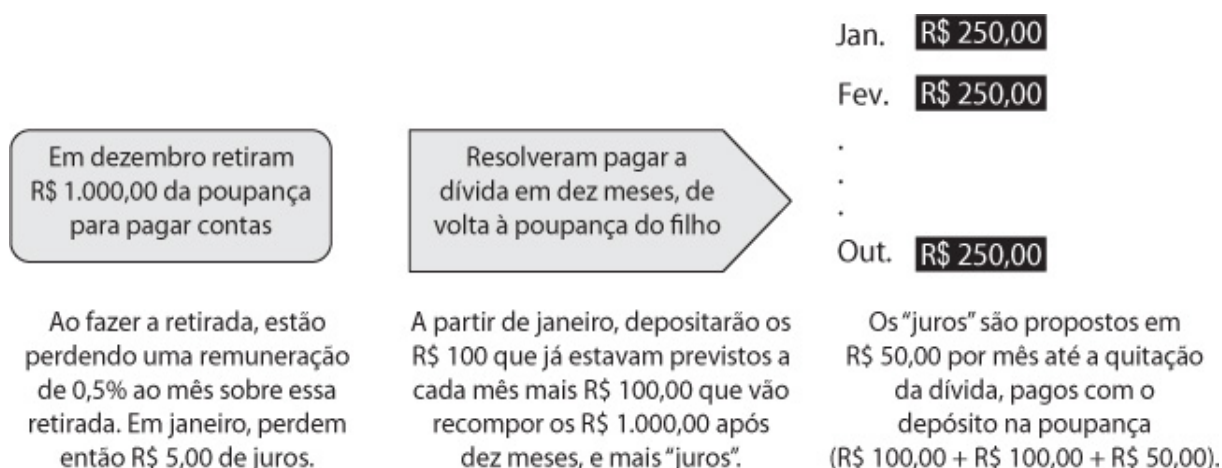 Em dezembro retiram
R$ 1.000,00 da poupança
para pagar contas
Ao fazer a retirada, estão
perdendo uma remuneração
de 0,5% ao mês sobre essa
retirada. Em janeiro, perdem
então R$ 5,00 de juros.
Resolveram pagar a
dívida em dez meses, de
volta à poupança do filho
A partir de janeiro, depositarão os
R$ 100 que já estavam previstos a
cada mês mais R$ 100,00 que vão
recompor os R$ 1.000,00 após
dez meses, e mais “juros”.
Jan. R$ 250,00
Fev. R$ 250,00
.
.
.
Out. R$ 250,00
Os “juros” são propostos em
R$ 50,00 por mês até a quitação
da dívida, pagos com o
depósito na poupança
(R$ 100,00 + R$ 100,00 + R$ 50,00).